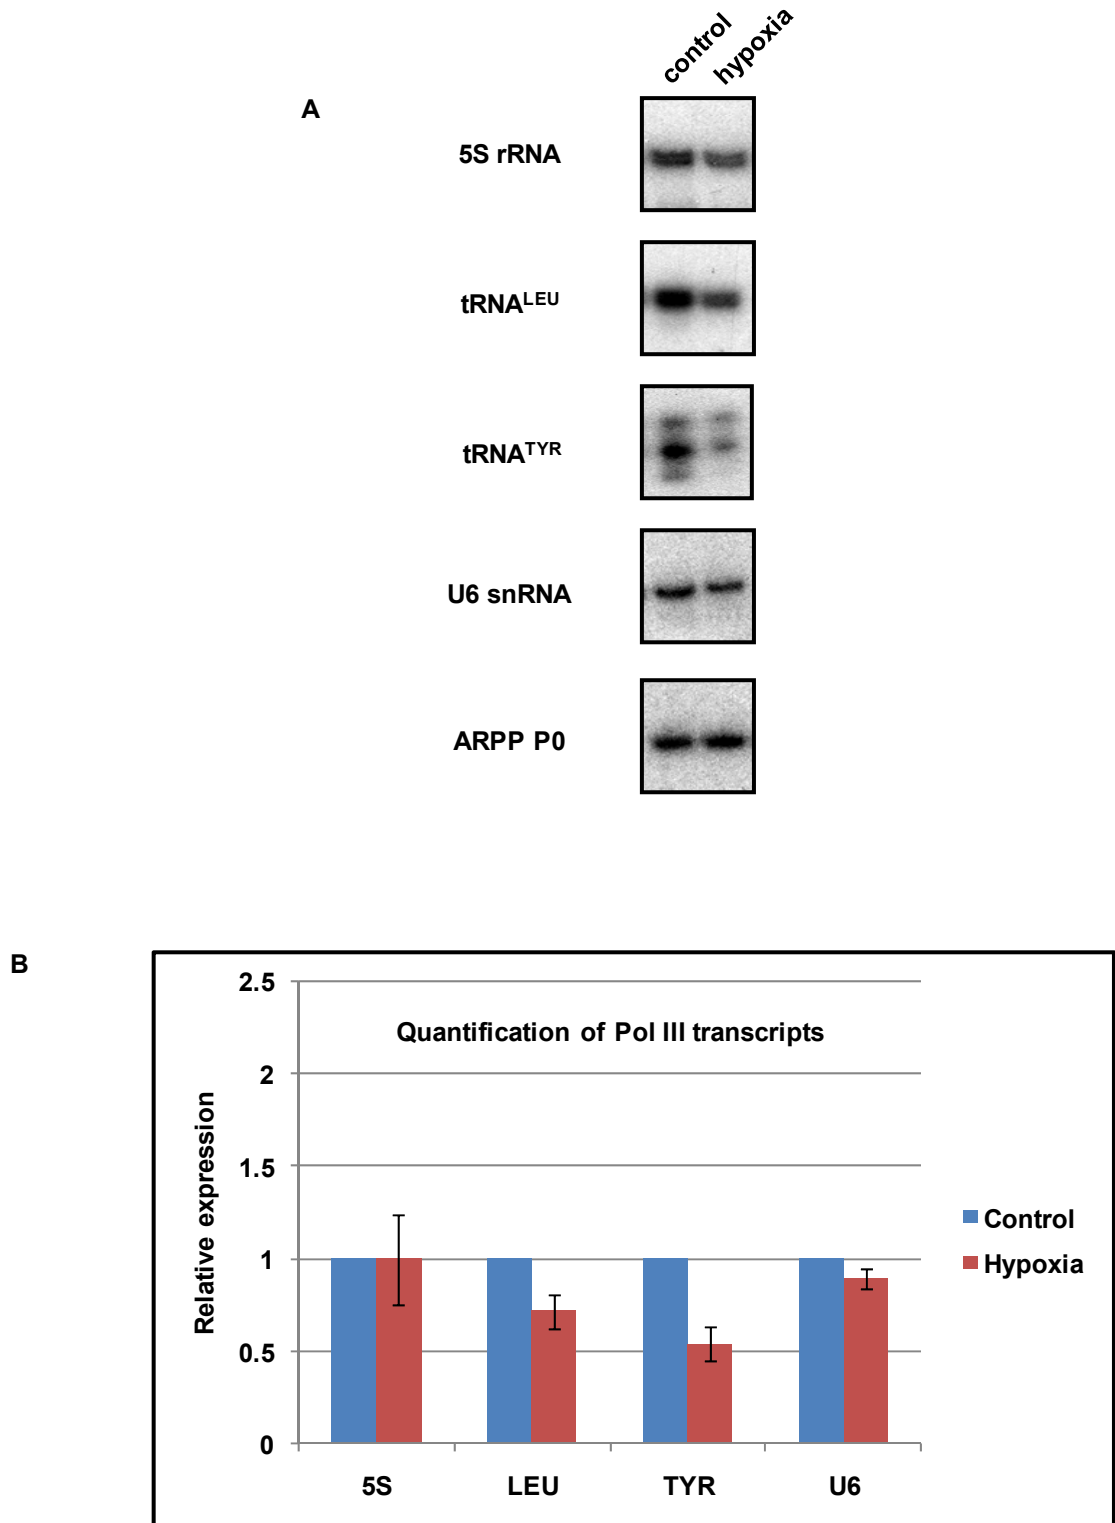 control hypoxia
A
5S rRNA
tRNALEU
tRNATYR
U6 snRNA
ARPP P0
B
Quantification of Pol III transcripts
Relative expression
2.5
2
1.5
1
0.5
0
5S LEU TYR U6
Control
Hypoxia